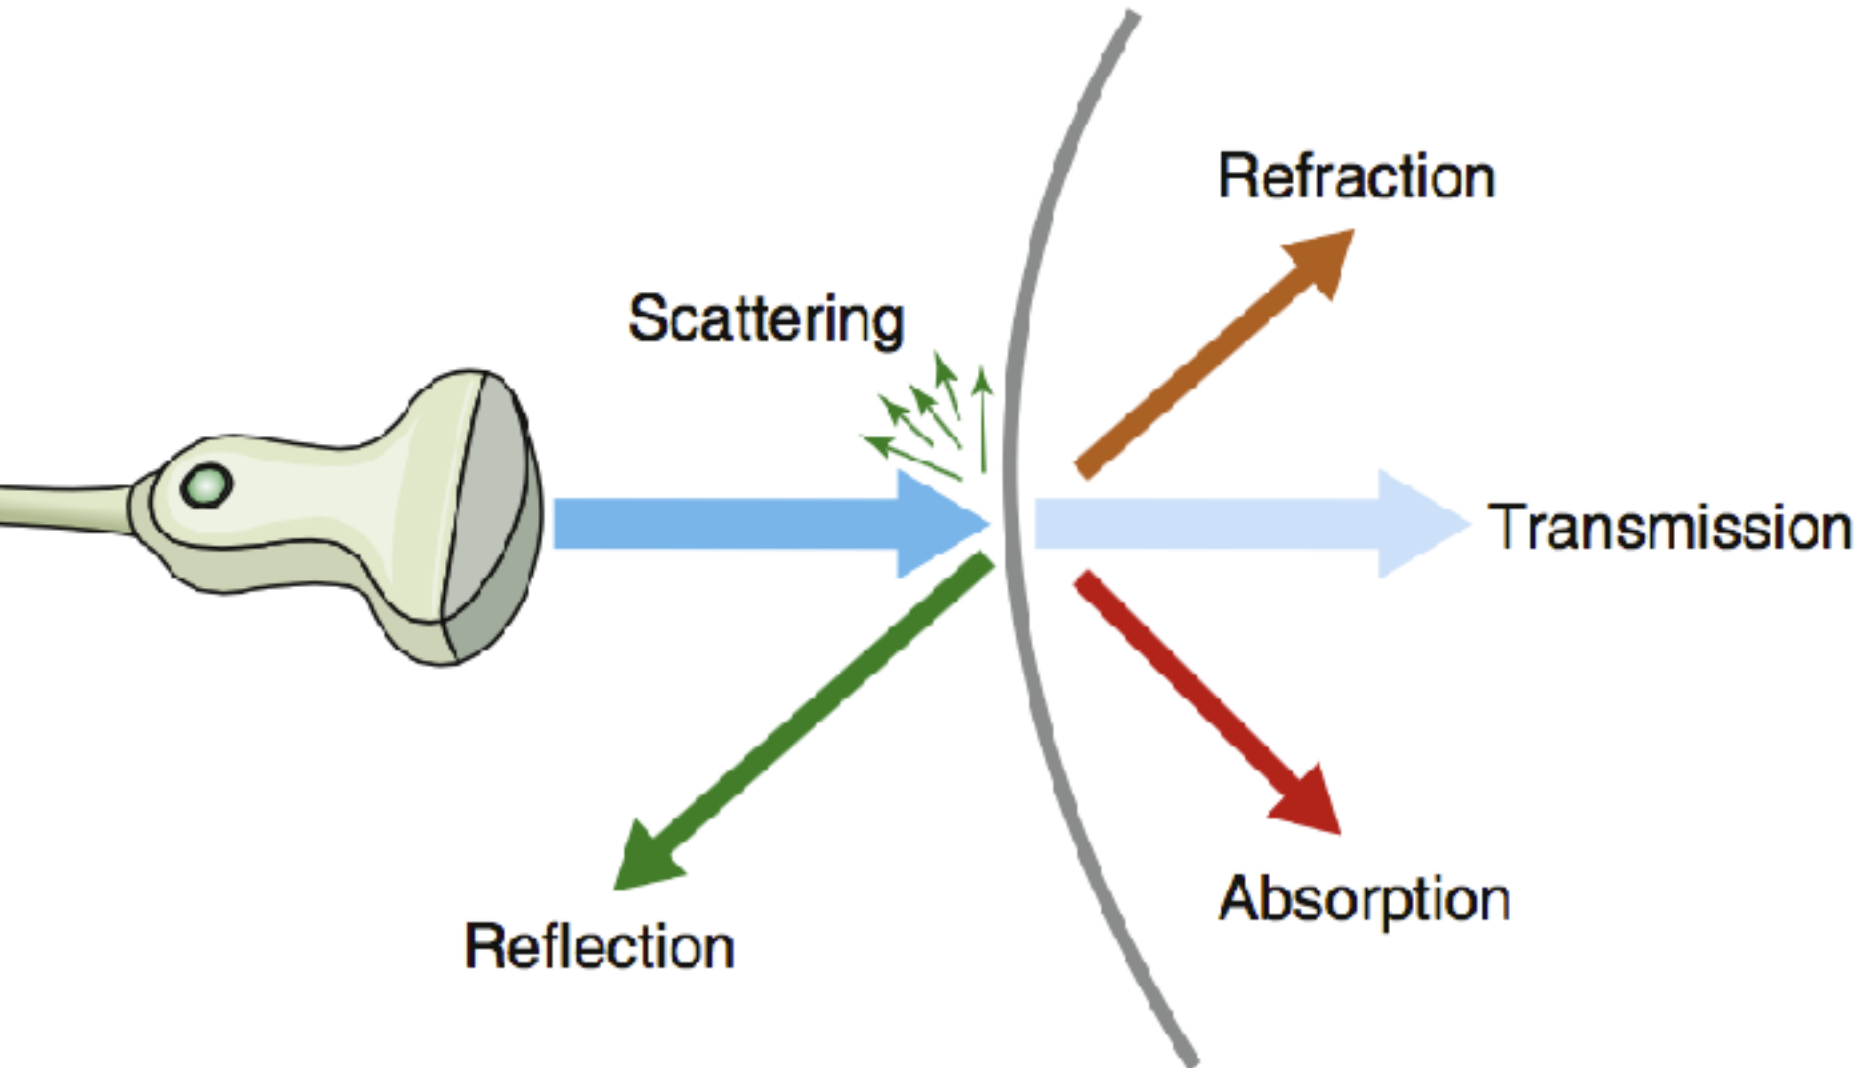 Refraction
Scattering
Transmission
Absorption
Reflection